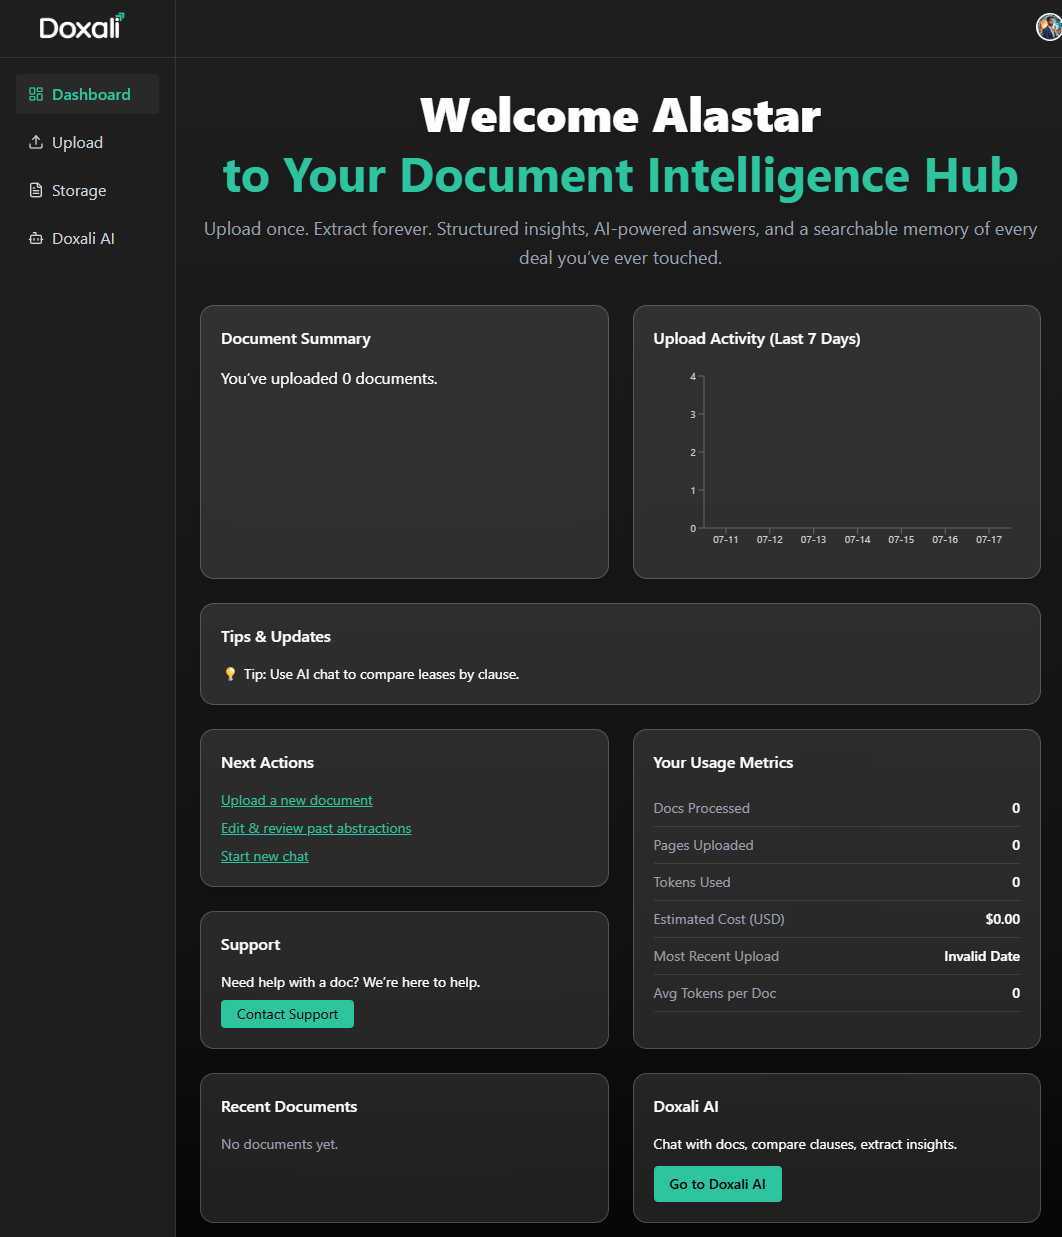 Doxali
Dashboard
Upload
Storage
Doxali AI
Welcome Alastar
to Your Document Intelligence Hub
Upload once. Extract forever. Structured insights, AI-powered answers, and a searchable memory of every
deal you’ve ever touched.
Document Summary
You’ve uploaded 0 documents.
Upload Activity (Last 7 Days)
4
3
2
1
0
07-11 07-12 07-13 07-14 07-15 07-16 07-17
Tips & Updates
💡 Tip: Use AI chat to compare leases by clause.
Next Actions
Upload a new document
Edit & review past abstractions
Start new chat
Your Usage Metrics
Docs Processed 0
Pages Uploaded 0
Tokens Used 0
Estimated Cost (USD) $0.00
Most Recent Upload Invalid Date
Avg Tokens per Doc 0
Support
Need help with a doc? We’re here to help.
Contact Support
Recent Documents
No documents yet.
Doxali AI
Chat with docs, compare clauses, extract insights.
Go to Doxali AI